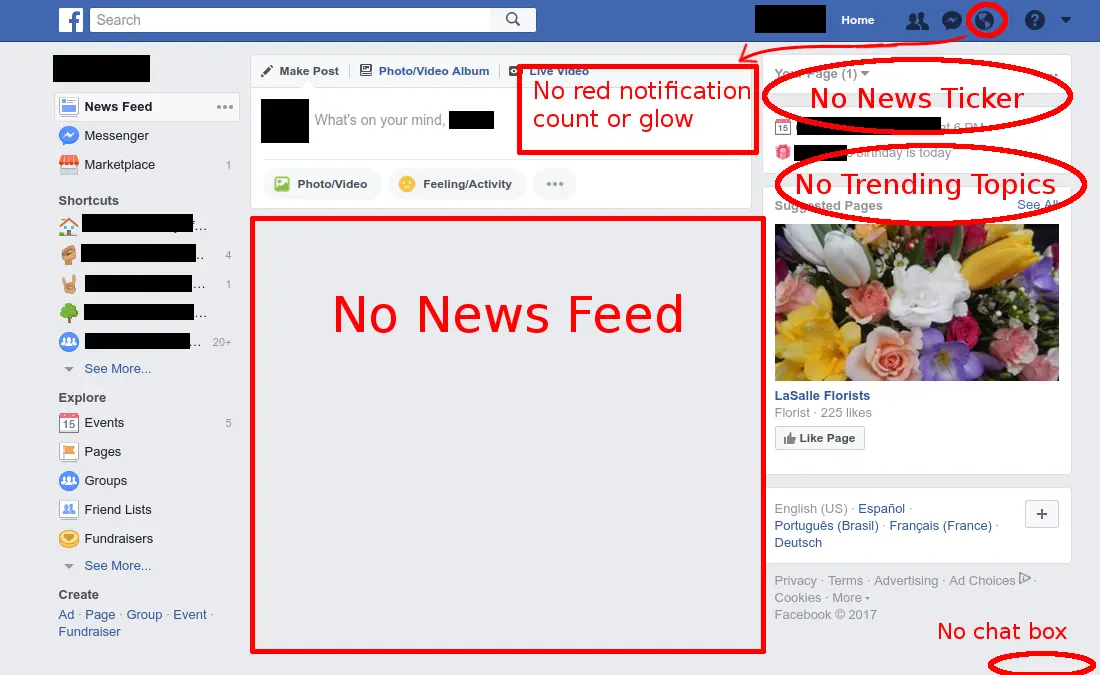 f
Search
Home
?
News Feed
Messenger
Marketplace 1
Shortcuts
...
.. 4
... 1
...
... 20+
See More...
Explore
15 Events 5
Pages
Groups
Friend Lists
Fundraisers
See More...
Create
Ad · Page · Group · Event ·
Fundraiser
Make Post
Photo/Video Album
Live Video
What's on your mind,
Photo/Video
Feeling/Activity
No red notification
count or glow
No News Feed
Your Page (1)
No News Ticker
15 at 6 PM
birthday is today
No Trending Topics
Suggested Pages See All
LaSalle Florists
Florist · 225 likes
Like Page
English (US) · Español ·
Português (Brasil) · Français (France) ·
Deutsch
Privacy · Terms · Advertising · Ad Choices ·
Cookies · More
Facebook © 2017
No chat box